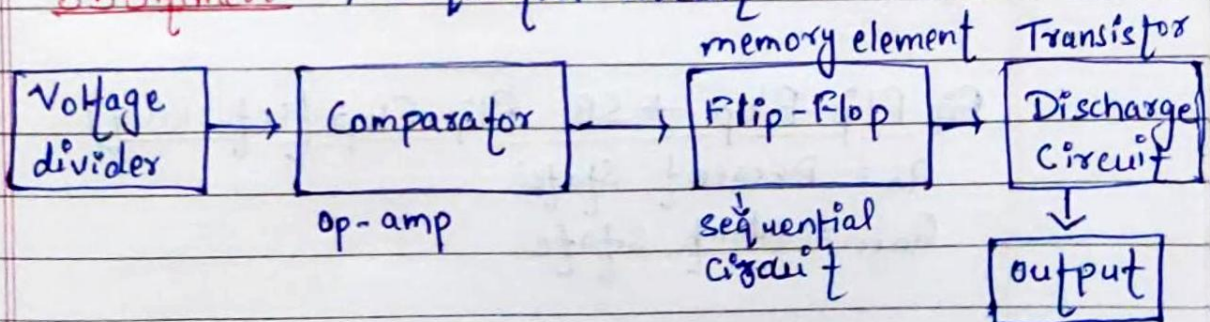 memory element Transistor
Voltage
divider
Comparator
Flip-Flop
Discharge
Circuit
op-amp
sequential
circuit
output